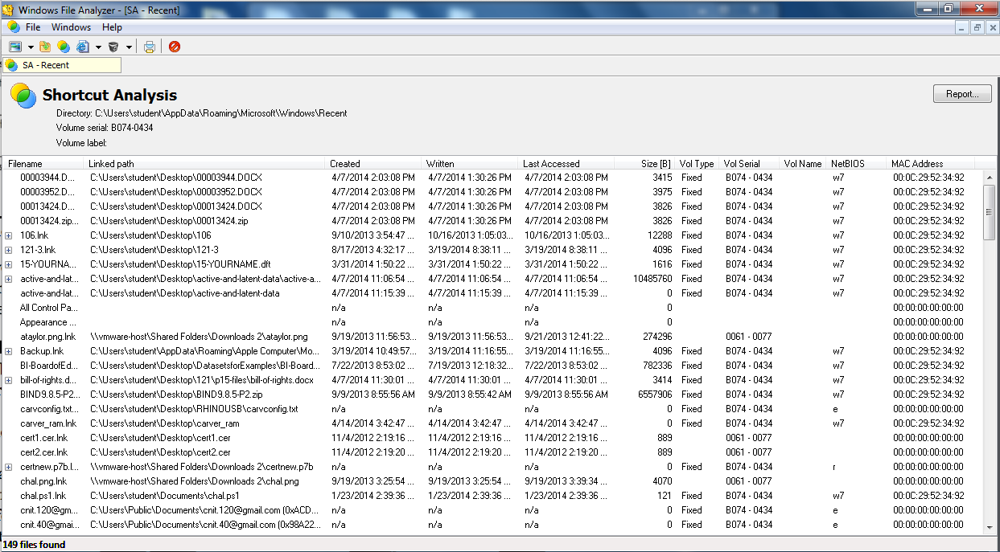 Windows File Analyzer - [SA - Recent]
File Windows Help
SA - Recent
Shortcut Analysis
Report...
Directory: C:\Users\student\AppData\Roaming\Microsoft\Windows\Recent
Volume serial: B074-0434
Volume label:
Filename Linked path Created Written Last Accessed Size [B] Vol Type Vol Serial Vol Name NetBIOS MAC Address
00003944.D... C:\Users\student\Desktop\00003944.DOCX 4/7/2014 2:03:08 PM 4/7/2014 1:30:26 PM 4/7/2014 2:03:08 PM 3415 Fixed B074 - 0434 w7 00:0C:29:52:34:92
00003952.D... C:\Users\student\Desktop\00003952.DOCX 4/7/2014 2:03:08 PM 4/7/2014 1:30:26 PM 4/7/2014 2:03:08 PM 3975 Fixed B074 - 0434 w7 00:0C:29:52:34:92
00013424.D... C:\Users\student\Desktop\00013424.DOCX 4/7/2014 2:03:08 PM 4/7/2014 1:30:26 PM 4/7/2014 2:03:08 PM 3826 Fixed B074 - 0434 w7 00:0C:29:52:34:92
00013424.zip... C:\Users\student\Desktop\00013424.zip 4/7/2014 2:03:08 PM 4/7/2014 1:30:26 PM 4/7/2014 2:03:08 PM 3826 Fixed B074 - 0434 w7 00:0C:29:52:34:92
106.lnk C:\Users\student\Desktop\106 9/10/2013 3:54:47 ... 10/16/2013 1:05:03... 10/16/2013 1:05:03... 12288 Fixed B074 - 0434 w7 00:0C:29:52:34:92
121-3.lnk C:\Users\student\Desktop\121-3 8/17/2013 4:32:17 ... 3/19/2014 8:38:11 ... 3/19/2014 8:38:11 ... 4096 Fixed B074 - 0434 w7 00:0C:29:52:34:92
15-YOURNA... C:\Users\student\Desktop\15-YOURNAME.dft 3/31/2014 1:50:22 ... 3/31/2014 1:50:22 ... 3/31/2014 1:50:22 ... 1616 Fixed B074 - 0434 w7 00:0C:29:52:34:92
active-and-lat... C:\Users\student\Desktop\active-and-latent-data\active-a... 4/7/2014 11:06:54 ... 4/7/2014 11:06:54 ... 4/7/2014 11:06:54 ... 10485760 Fixed B074 - 0434 w7 00:0C:29:52:34:92
active-and-lat... C:\Users\student\Desktop\active-and-latent-data 4/7/2014 11:15:39 ... 4/7/2014 11:15:39 ... 4/7/2014 11:15:39 ... 0 Fixed B074 - 0434 w7 00:0C:29:52:34:92
All Control Pa... n/a n/a n/a 0 00:00:00:00:00:00
Appearance ... n/a n/a n/a 0 00:00:00:00:00:00
ataylor.png.lnk \\vmware-host\Shared Folders\Downloads 2\ataylor.png 9/19/2013 11:56:53... 9/19/2013 11:56:53... 9/21/2013 12:41:22... 274296 0061 - 0077 00:00:00:00:00:00
Backup.lnk C:\Users\student\AppData\Roaming\Apple Computer\Mo... 3/19/2014 10:49:57... 3/19/2014 11:16:55... 3/19/2014 11:16:55... 4096 Fixed B074 - 0434 w7 00:0C:29:52:34:92
BI-BoardofEd... C:\Users\student\Desktop\DatasetsforExamples\BI-Board... 7/22/2013 8:53:02 ... 7/19/2013 12:18:32... 7/22/2013 8:53:02 ... 782336 Fixed B074 - 0434 w7 00:0C:29:52:34:92
bill-of-rights.d... C:\Users\student\Desktop\121\p15-files\bill-of-rights.docx 4/7/2014 11:30:01 ... 4/7/2014 11:30:01 ... 4/7/2014 11:30:01 ... 3414 Fixed B074 - 0434 w7 00:0C:29:52:34:92
BIND9.8.5-P2... C:\Users\student\Desktop\BIND9.8.5-P2.zip 9/9/2013 8:55:56 AM 9/9/2013 8:55:42 AM 9/9/2013 8:55:56 AM 6557906 Fixed B074 - 0434 w7 00:0C:29:52:34:92
carvconfig.txt... C:\Users\student\Desktop\RHINOUSB\carvconfig.txt n/a n/a n/a 0 Fixed B074 - 0434 e 00:00:00:00:00:00
carver_ram.lnk C:\Users\student\Desktop\carver_ram 4/14/2014 3:42:47 ... 4/14/2014 3:42:47 ... 4/14/2014 3:42:47 ... 0 Fixed B074 - 0434 w7 00:0C:29:52:34:92
cert1.cer.lnk C:\Users\student\Desktop\cert1.cer 11/4/2012 2:19:16 ... 11/4/2012 2:19:16 ... 11/4/2012 2:19:16 ... 889 0061 - 0077 00:00:00:00:00:00
cert2.cer.lnk C:\Users\student\Desktop\cert2.cer 11/4/2012 2:19:20 ... 11/4/2012 2:19:20 ... 11/4/2012 2:19:20 ... 889 0061 - 0077 00:00:00:00:00:00
certnew.p7b.l... \\vmware-host\Shared Folders\Downloads 2\certnew.p7b n/a n/a n/a 0 Fixed B074 - 0434 r 00:00:00:00:00:00
chal.png.lnk \\vmware-host\Shared Folders\Downloads 2\chal.png 9/19/2013 3:25:54 ... 9/19/2013 3:25:54 ... 9/19/2013 3:39:34 ... 4070 0061 - 0077 00:00:00:00:00:00
chal.ps1.lnk C:\Users\student\Documents\chal.ps1 1/23/2014 2:39:36 ... 1/23/2014 2:39:36 ... 1/23/2014 2:39:36 ... 121 Fixed B074 - 0434 w7 00:0C:29:52:34:92
cnit.120@gm... C:\Users\Public\Documents\cnit.120@gmail.com (0xACD... n/a n/a n/a 0 Fixed B074 - 0434 e 00:00:00:00:00:00
cnit.40@gmai... C:\Users\Public\Documents\cnit.40@gmail.com (0x98A22... n/a n/a n/a 0 Fixed B074 - 0434 e 00:00:00:00:00:00
149 files found